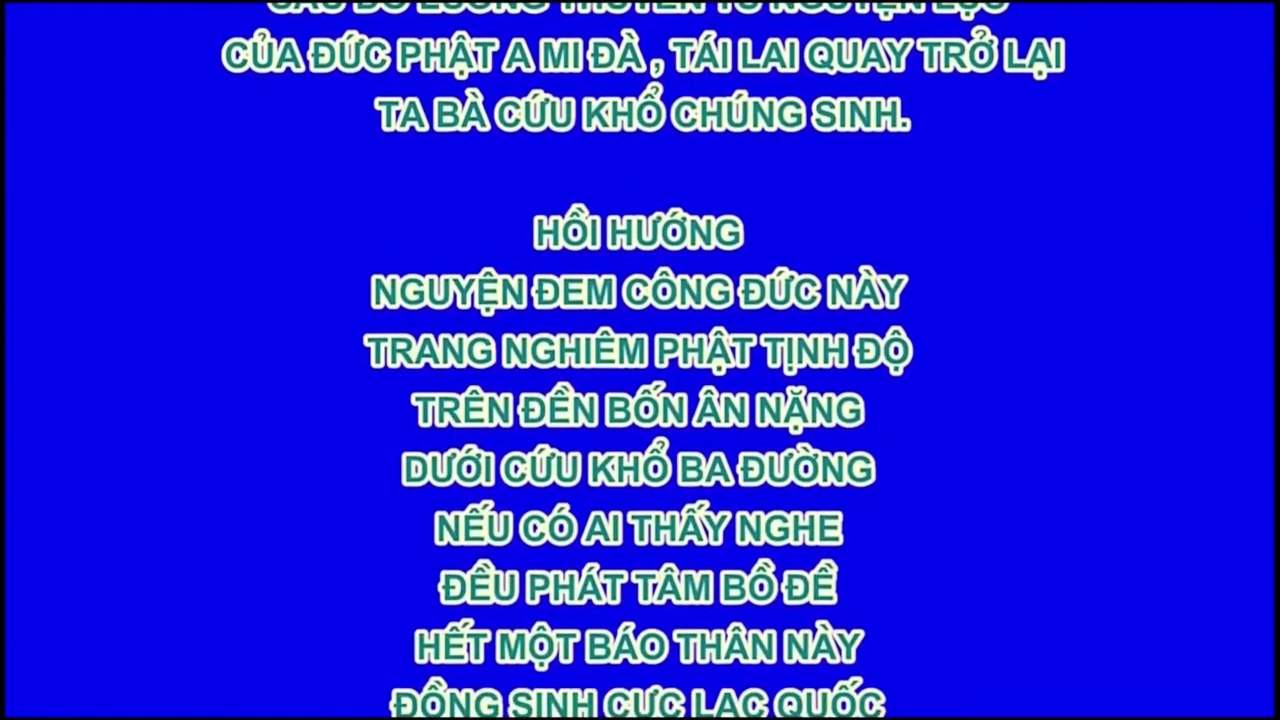 CỦA ĐỨC PHẬT A MI ĐÀ , TÁI LAI QUAY TRỞ LẠI
TA BÀ CỨU KHỔ CHÚNG SINH.
HỒI HƯỚNG
NGUYỆN ĐEM CÔNG ĐỨC NÀY
TRANG NGHIÊM PHẬT TỊNH ĐỘ
TRÊN ĐỀN BỐN ÂN NẶNG
DƯỚI CỨU KHỔ BA ĐƯỜNG
NẾU CÓ AI THẤY NGHE
ĐỀU PHÁT TÂM BỒ ĐỀ
HẾT MỘT BÁO THÂN NÀY
ĐỒNG SINH CỰC LẠC QUỐC